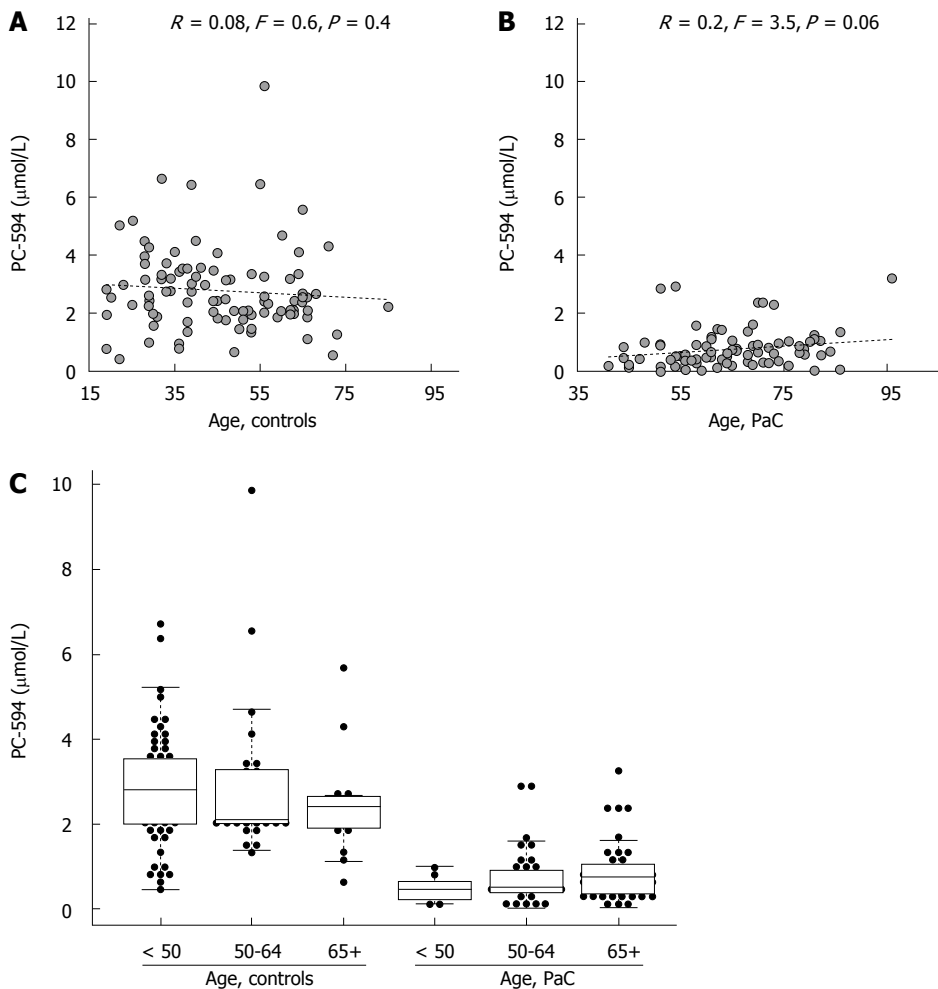 A
R = 0.08, F = 0.6, P = 0.4
12
10
8
6
4
2
0
PC-594 (μmol/L)
15 35 55 75 95
Age, controls
B
R = 0.2, F = 3.5, P = 0.06
12
10
8
6
4
2
0
PC-594 (μmol/L)
35 55 75 95
Age, PaC
C
10
8
6
4
2
0
PC-594 (μmol/L)
< 50 50-64 65+ < 50 50-64 65+
Age, controls Age, PaC